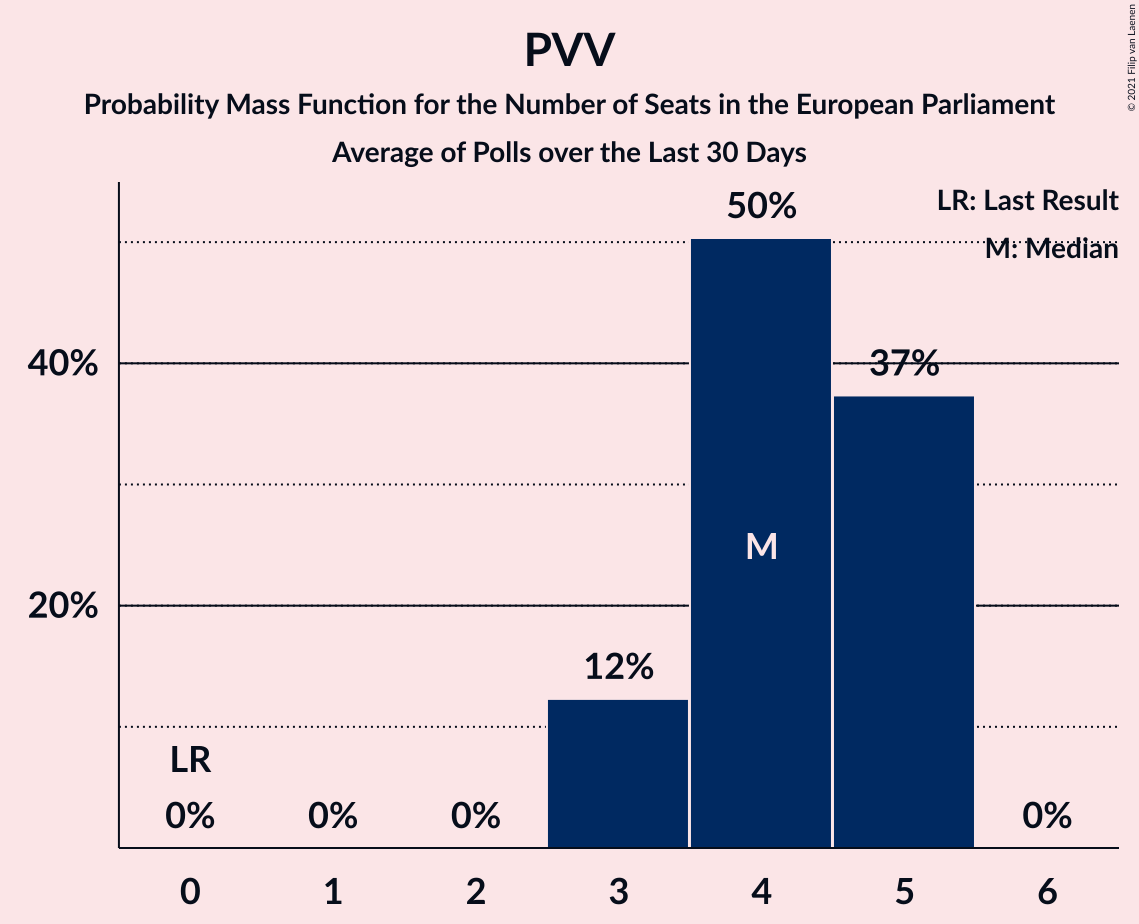 PVV
Probability Mass Function for the Number of Seats in the European Parliament
Average of Polls over the Last 30 Days
© 2021 Filip van Laenen
LR: Last Result
M: Median
50%
40%
37%
M
20%
12%
LR
0%
0%
0%
0%
0
1
2
3
4
5
6